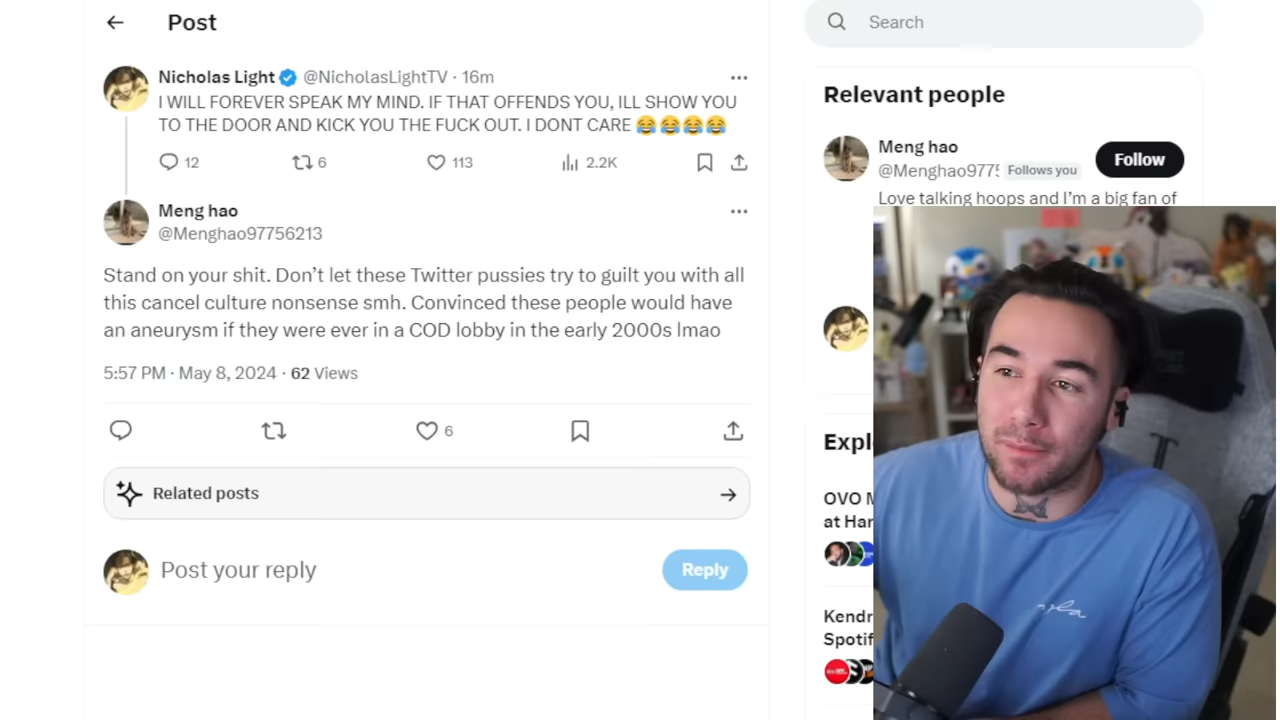 Post
Nicholas Light @NicholasLightTV · 16m
I WILL FOREVER SPEAK MY MIND. IF THAT OFFENDS YOU, ILL SHOW YOU
TO THE DOOR AND KICK YOU THE FUCK OUT. I DONT CARE 😂😂😂😂
12 6 113 2.2K
Meng hao
@Menghao97756213
Stand on your shit. Don’t let these Twitter pussies try to guilt you with all
this cancel culture nonsense smh. Convinced these people would have
an aneurysm if they were ever in a COD lobby in the early 2000s lmao
5:57 PM · May 8, 2024 · 62 Views
6
Related posts
Post your reply
Reply
Search
Relevant people
Meng hao
@Menghao975 Follows you
Follow
Love talking hoops and I’m a big fan of
Expl
OVO M
at Har
Kendr
Spotif